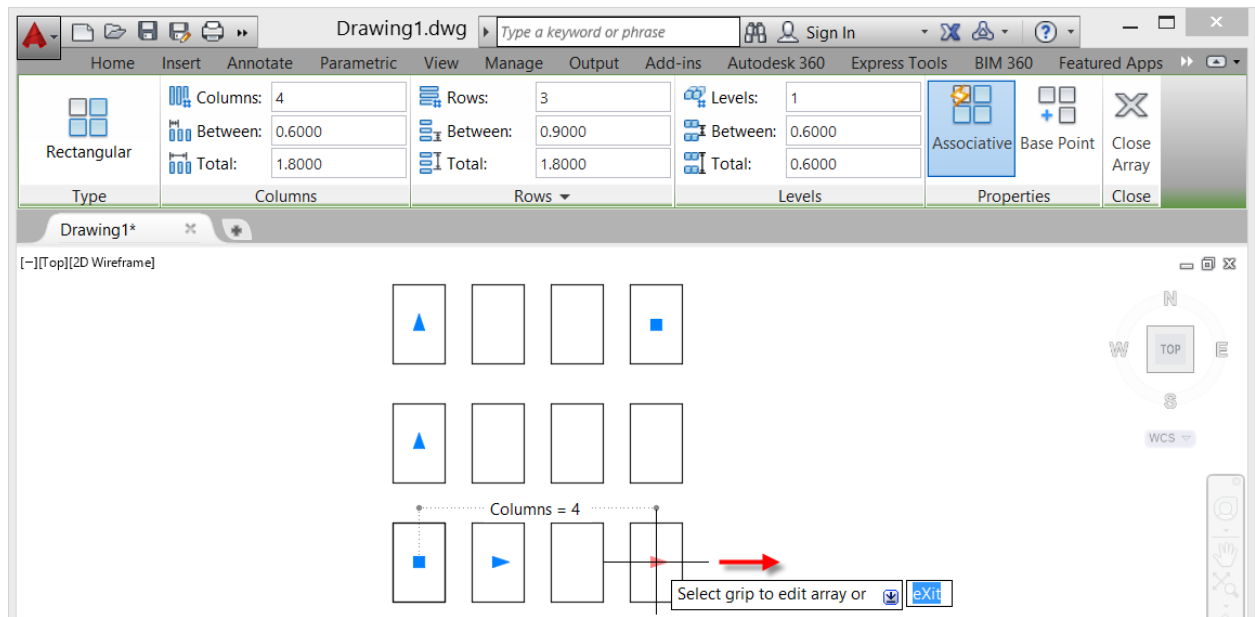 Drawing1.dwg Type a keyword or phrase Sign In
Home Insert Annotate Parametric View Manage Output Add-ins Autodesk 360 Express Tools BIM 360 Featured Apps
Columns: 4 Rows: 3 Levels: 1
Between: 0.6000 Between: 0.9000 Between: 0.6000
Rectangular Associative Base Point Close
Array
Total: 1.8000 Total: 1.8000 Total: 0.6000
Type Columns Rows Levels Properties Close
Drawing1*
[−][Top][2D Wireframe]
N
W TOP E
S
WCS
Columns = 4
Select grip to edit array or eXit